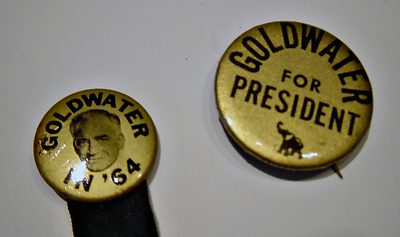 GOLDWATER
IN '64
GOLDWATER
FOR
PRESIDENT